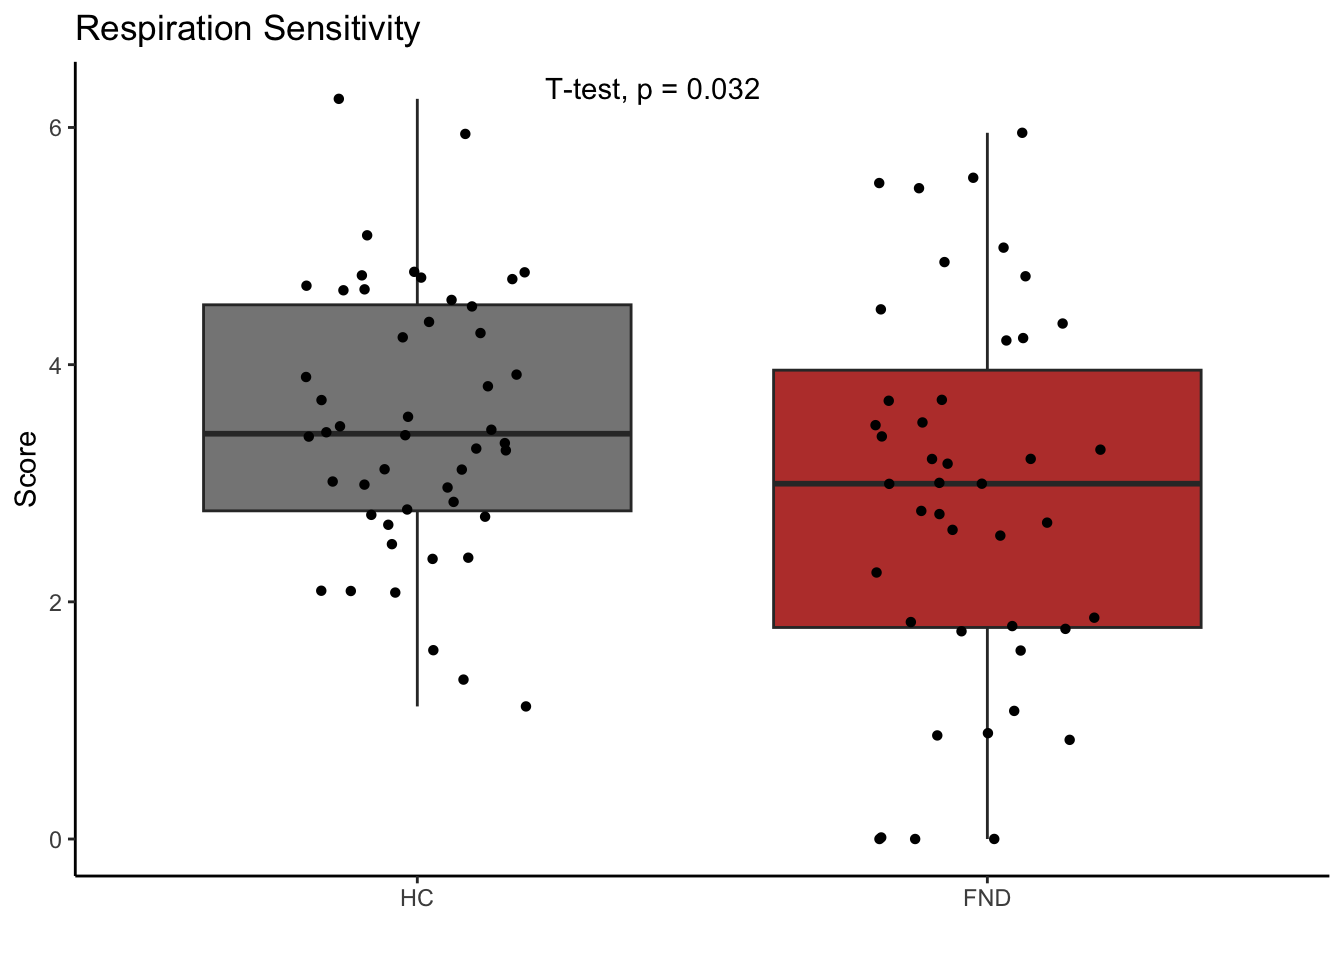 Respiration Sensitivity
T-test, p = 0.032
Score
6
4
2
0
HC
FND